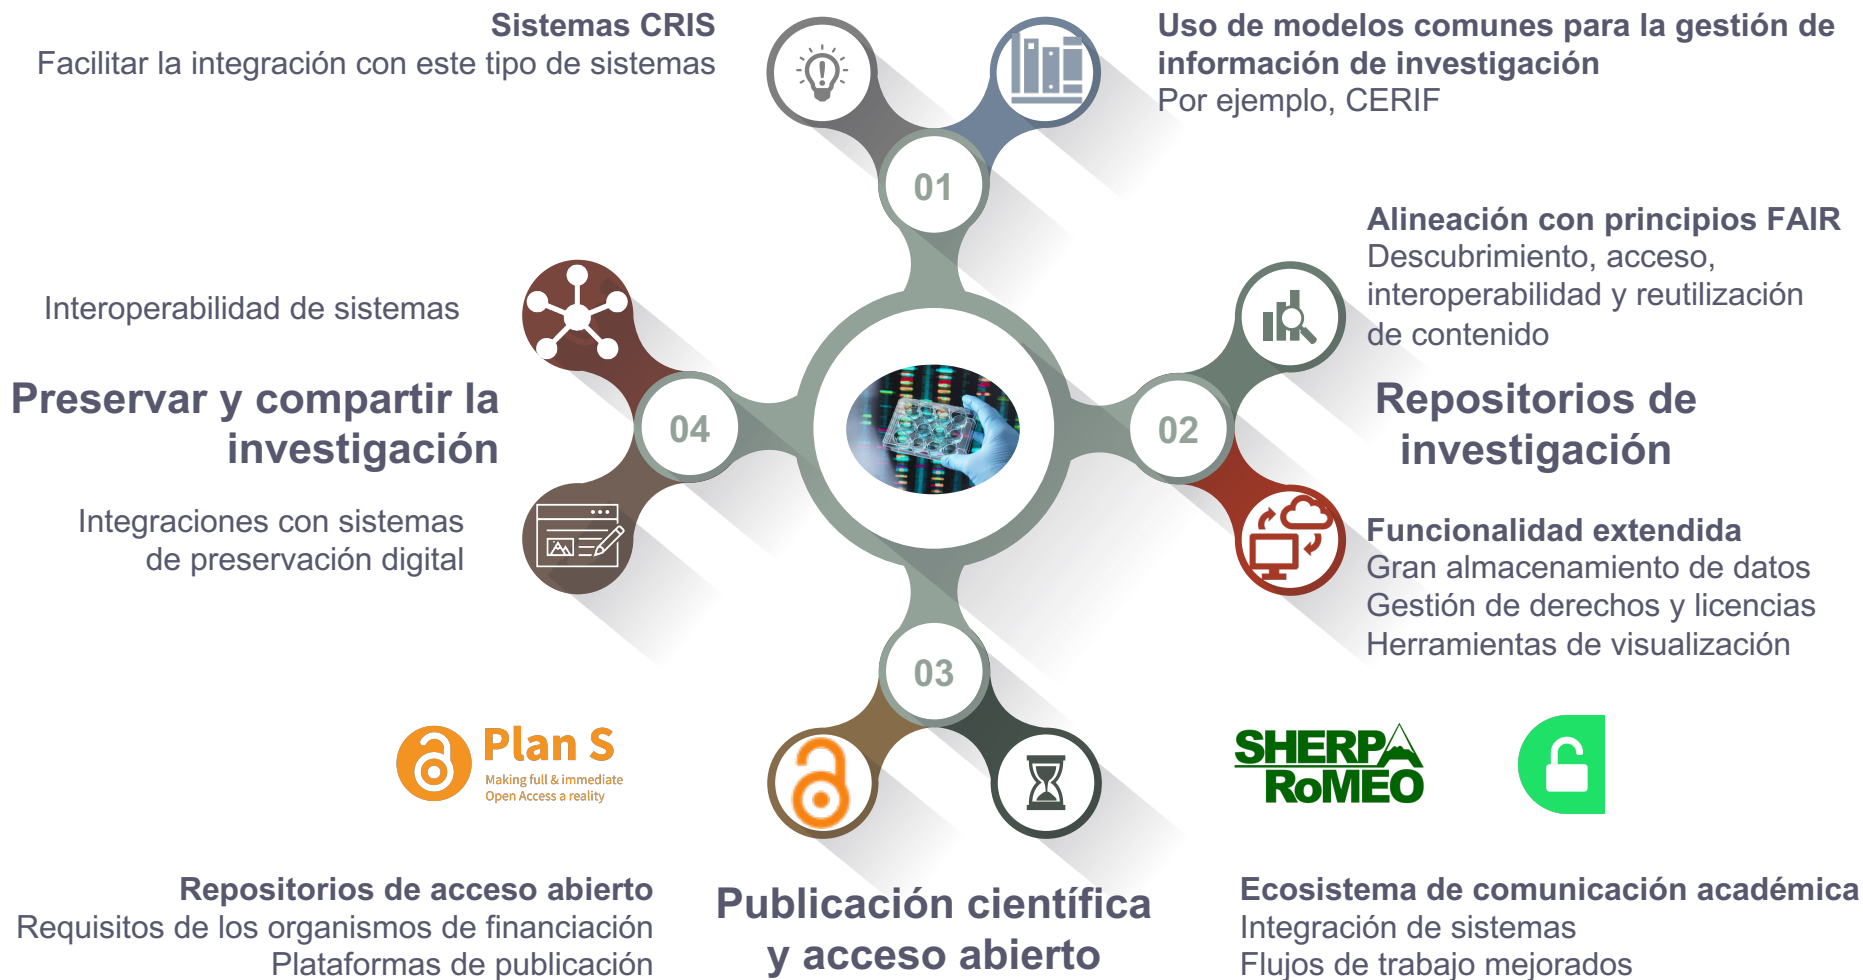 Sistemas CRIS
Facilitar la integración con este tipo de sistemas
Uso de modelos comunes para la gestión de
información de investigación
Por ejemplo, CERIF
01
Alineación con principios FAIR
Descubrimiento, acceso,
interoperabilidad y reutilización
de contenido
Interoperabilidad de sistemas
Preservar y compartir la
investigación
04
02
Repositorios de
investigación
Integraciones con sistemas
de preservación digital
Funcionalidad extendida
Gran almacenamiento de datos
Gestión de derechos y licencias
Herramientas de visualización
03
Plan S
Making full & immediate
Open Access a reality
SHERPA
RoMEO
Repositorios de acceso abierto
Requisitos de los organismos de financiación
Plataformas de publicación
Publicación científica
y acceso abierto
Ecosistema de comunicación académica
Integración de sistemas
Flujos de trabajo mejorados